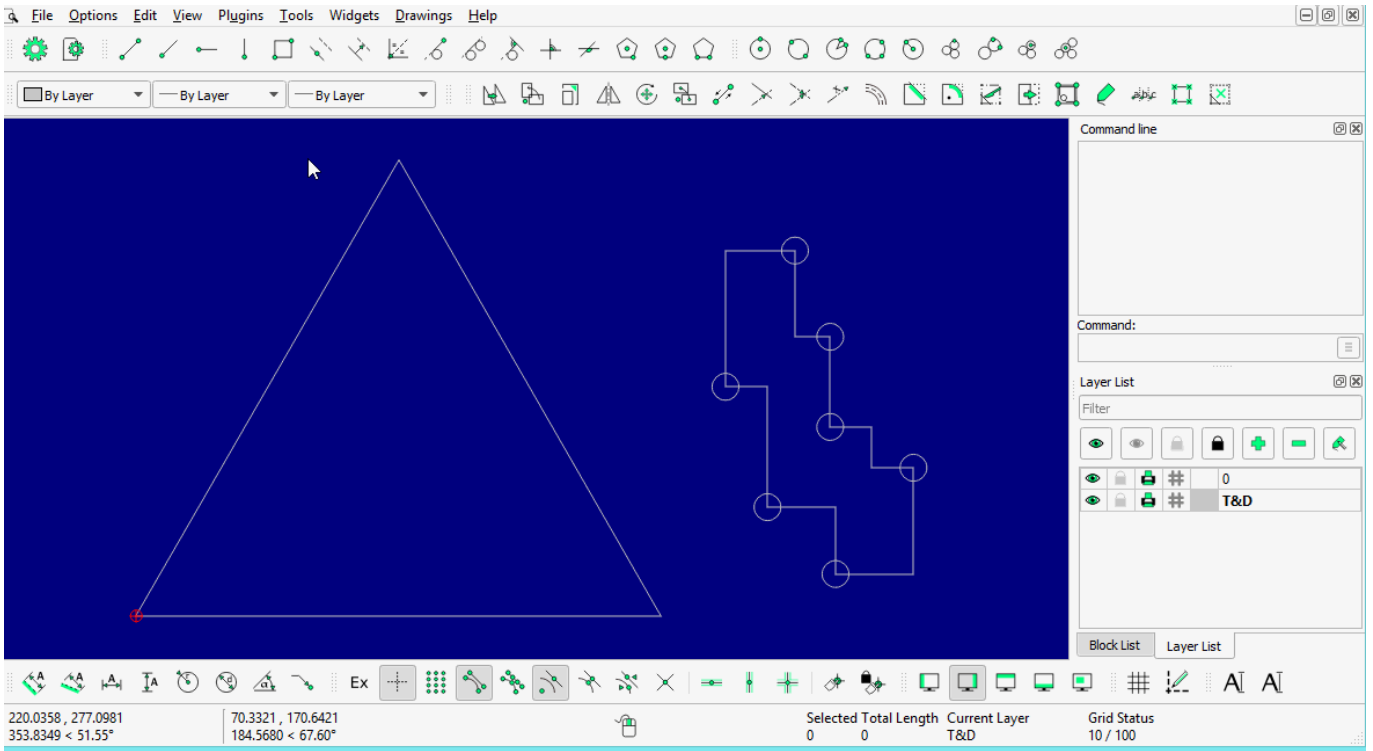 File Options Edit View Plugins Tools Widgets Drawings Help
By Layer By Layer By Layer
Command line
Command:
Layer List
Filter
0
T&D
Block List Layer List
A A A A Ex AI AI
220.0358 , 277.0981 70.3321 , 170.6421 Selected Total Length Current Layer Grid Status
353.8349 < 51.55° 184.5680 < 67.60° 0 0 T&D 10 / 100